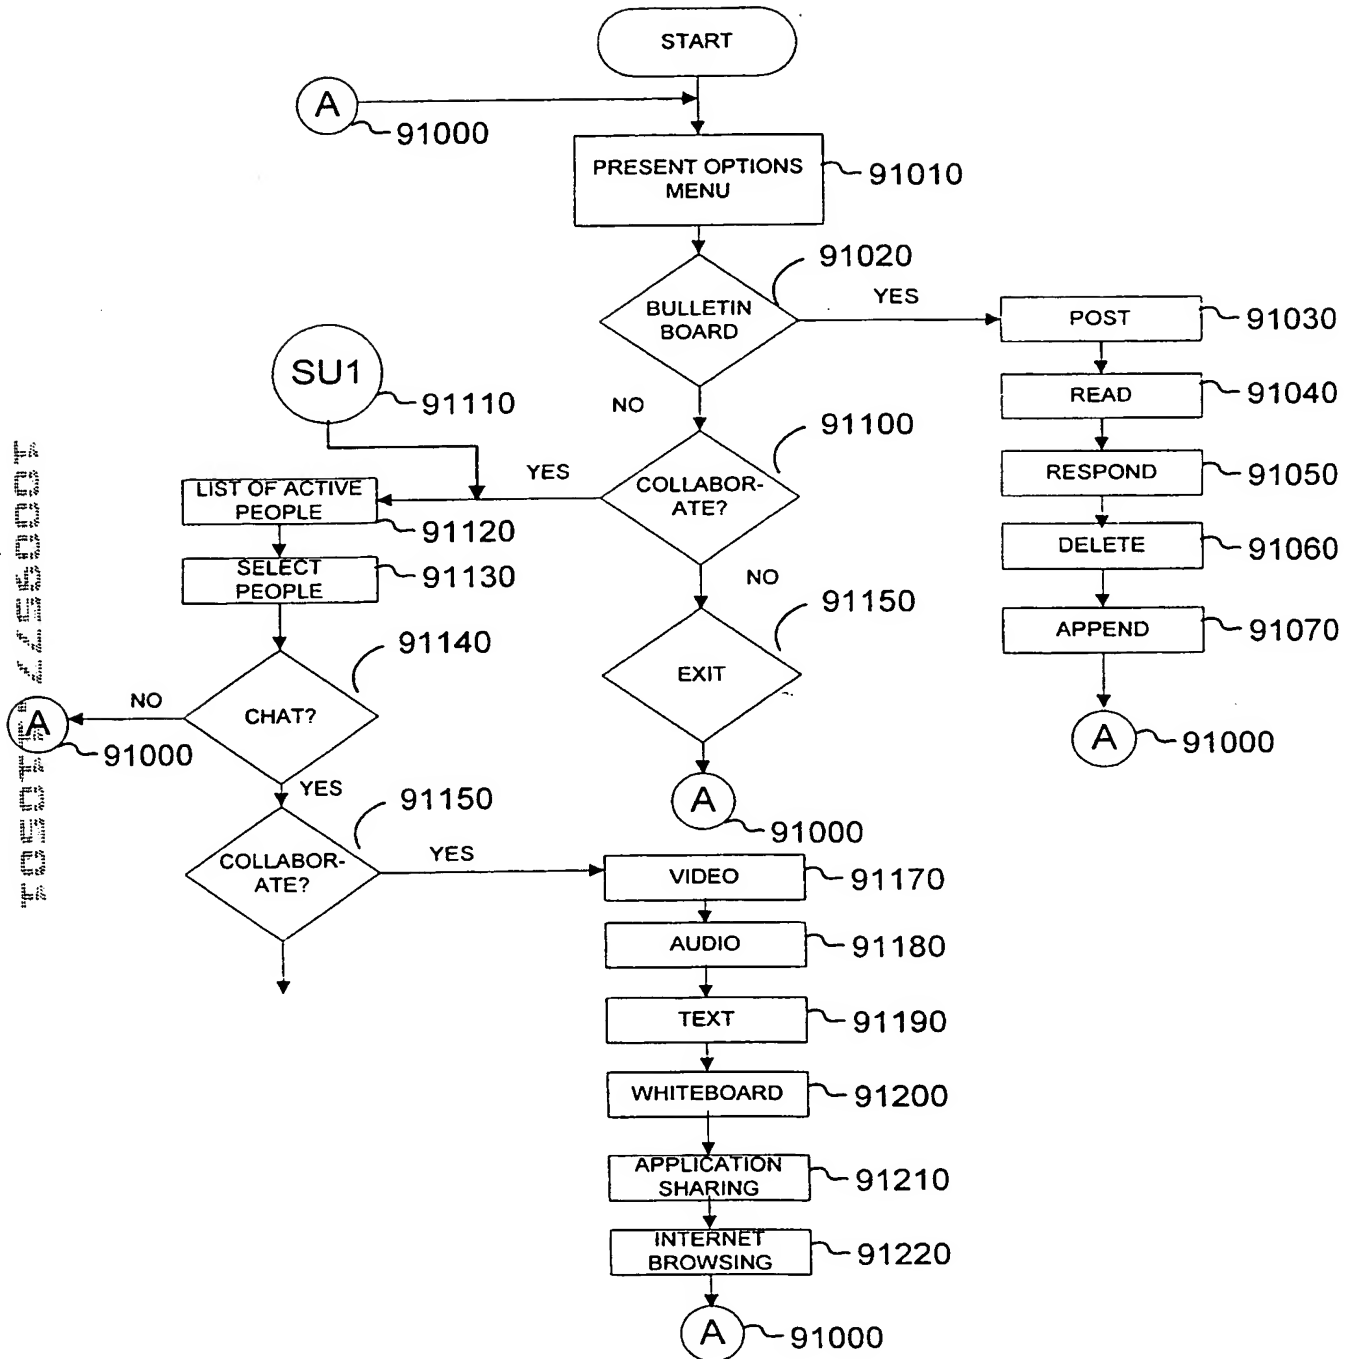 START
A
91000
PRESENT OPTIONS
MENU
91010
91020
BULLETIN
BOARD
YES
POST
91030
READ
91040
RESPOND
91050
DELETE
91060
APPEND
91070
A
91000
NO
SU1
91110
91100
COLLABOR-
ATE?
YES
LIST OF ACTIVE
PEOPLE
91120
SELECT
PEOPLE
91130
NO
91150
EXIT
A
91000
91140
CHAT?
NO
A
91000
YES
91150
COLLABOR-
ATE?
YES
VIDEO
91170
AUDIO
91180
TEXT
91190
WHITEBOARD
91200
APPLICATION
SHARING
91210
INTERNET
BROWSING
91220
A
91000